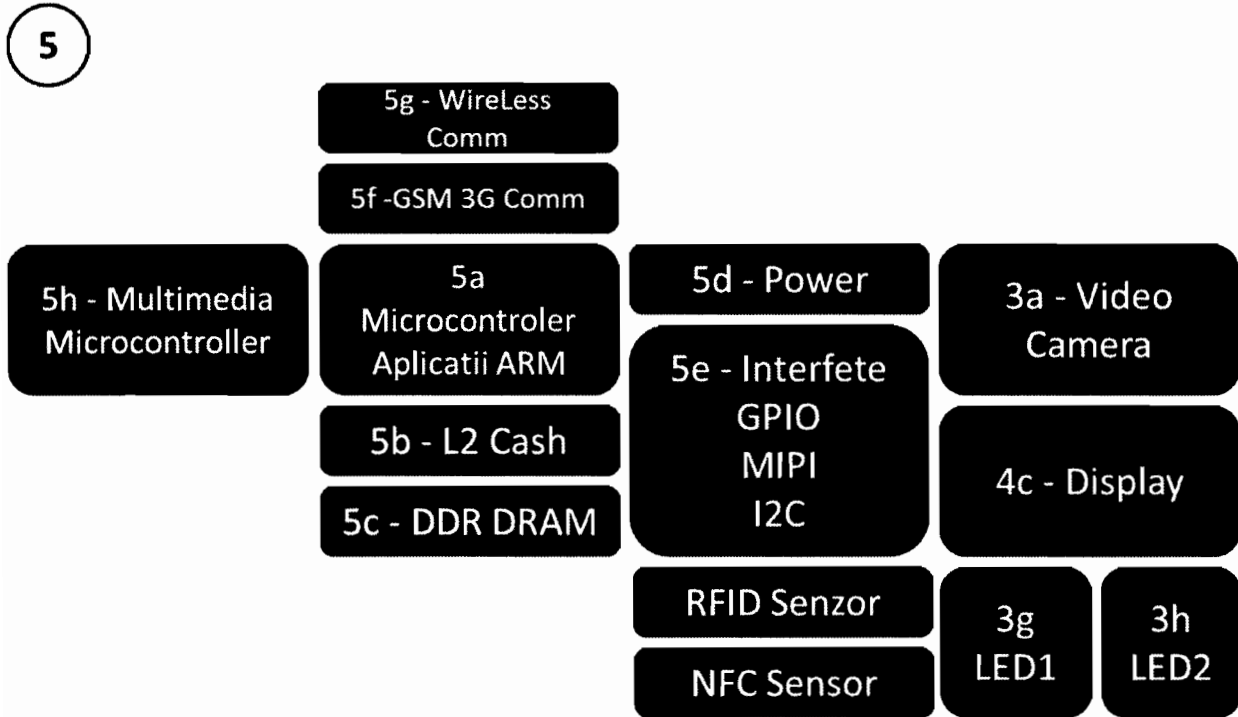 5
5g - WireLess
Comm
5f -GSM 3G Comm
5h - Multimedia
Microcontroller
5a
Microcontroler
Aplicatii ARM
5b - L2 Cash
5c - DDR DRAM
5d - Power
5e - Interfete
GPIO
MIPI
I2C
RFID Senzor
NFC Sensor
3a - Video
Camera
4c - Display
3g
LED1
3h
LED2